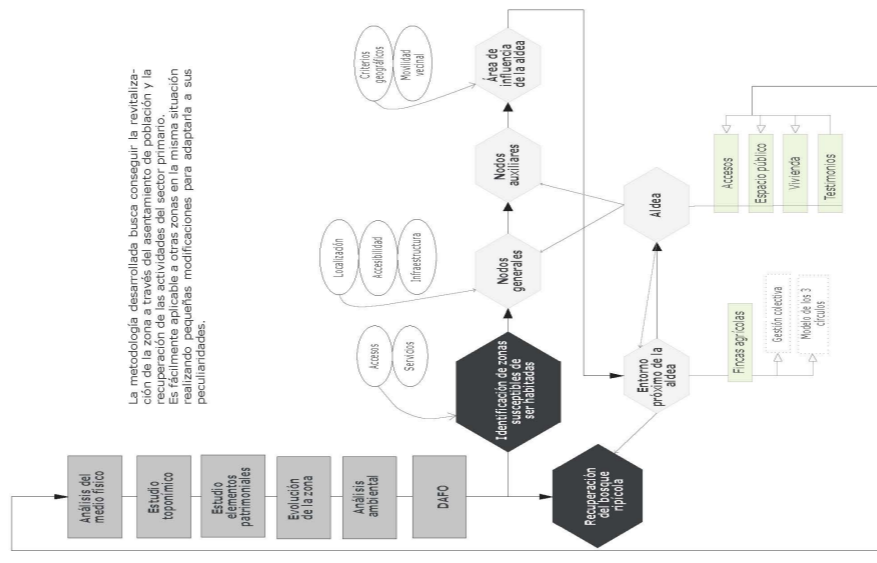 La metodología desarrollada busca conseguir la revitaliza-
ción de la zona a través del asentamiento de población y la
recuperación de las actividades del sector primario.
Es fácilmente aplicable a otras zonas en la misma situación
realizando pequeñas modificaciones para adaptarla a sus
peculiaridades.
Análisis del
medio físico
Estudio
toponímico
Estudio
elementos
patrimoniales
Evolución
de la zona
Análisis
ambiental
DAFO
Accesos
Servidos
Identificación de zonas
susceptibles de
ser habitadas
Recuperación
del bosque
ripícola
Localización
Accesibilidad
Infraestructura
Nodos
generales
Nodos
auxiliares
Criterios
geográficos
Movilidad
vecinal
Área de
influencia
de la aldea
Entorno
próximo de la
aldea
Aldea
Fincas agrícolas
Gestión colectiva
Modelo de los 3
círculos
Accesos
Espacio público
Vivienda
Testimonios